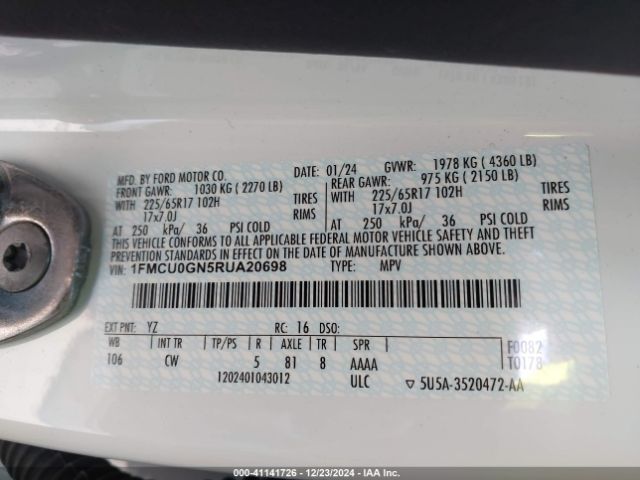 MFD. BY FORD MOTOR CO. DATE: 01/24 GVWR: 1978 KG ( 4360 LB)
FRONT GAWR: 1030 KG ( 2270 LB) REAR GAWR: 975 KG ( 2150 LB)
WITH 225/65R17 102H TIRES WITH 225/65R17 102H TIRES
17x7.0J RIMS 17x7.0J RIMS
AT 250 kPa/ 36 PSI COLD AT 250 kPa/ 36 PSI COLD
THIS VEHICLE CONFORMS TO ALL APPLICABLE FEDERAL MOTOR VEHICLE SAFETY AND BUMPER
AND THEFT PREVENTION STANDARDS IN EFFECT ON THE DATE OF MANUFACTURE SHOWN ABOVE.
VIN: 1FMCU0GN5RUA20698 TYPE: MPV
EXT PNT: YZ RC: 16 DSO:
WB INT TR TP/PS R AXLE TR SPR F0082
106 CW 5 81 8 AAAA T0178
1202401043012 ULC 5U5A-3520472-AA
000-41141726 - 12/23/2024 - IAAI.com